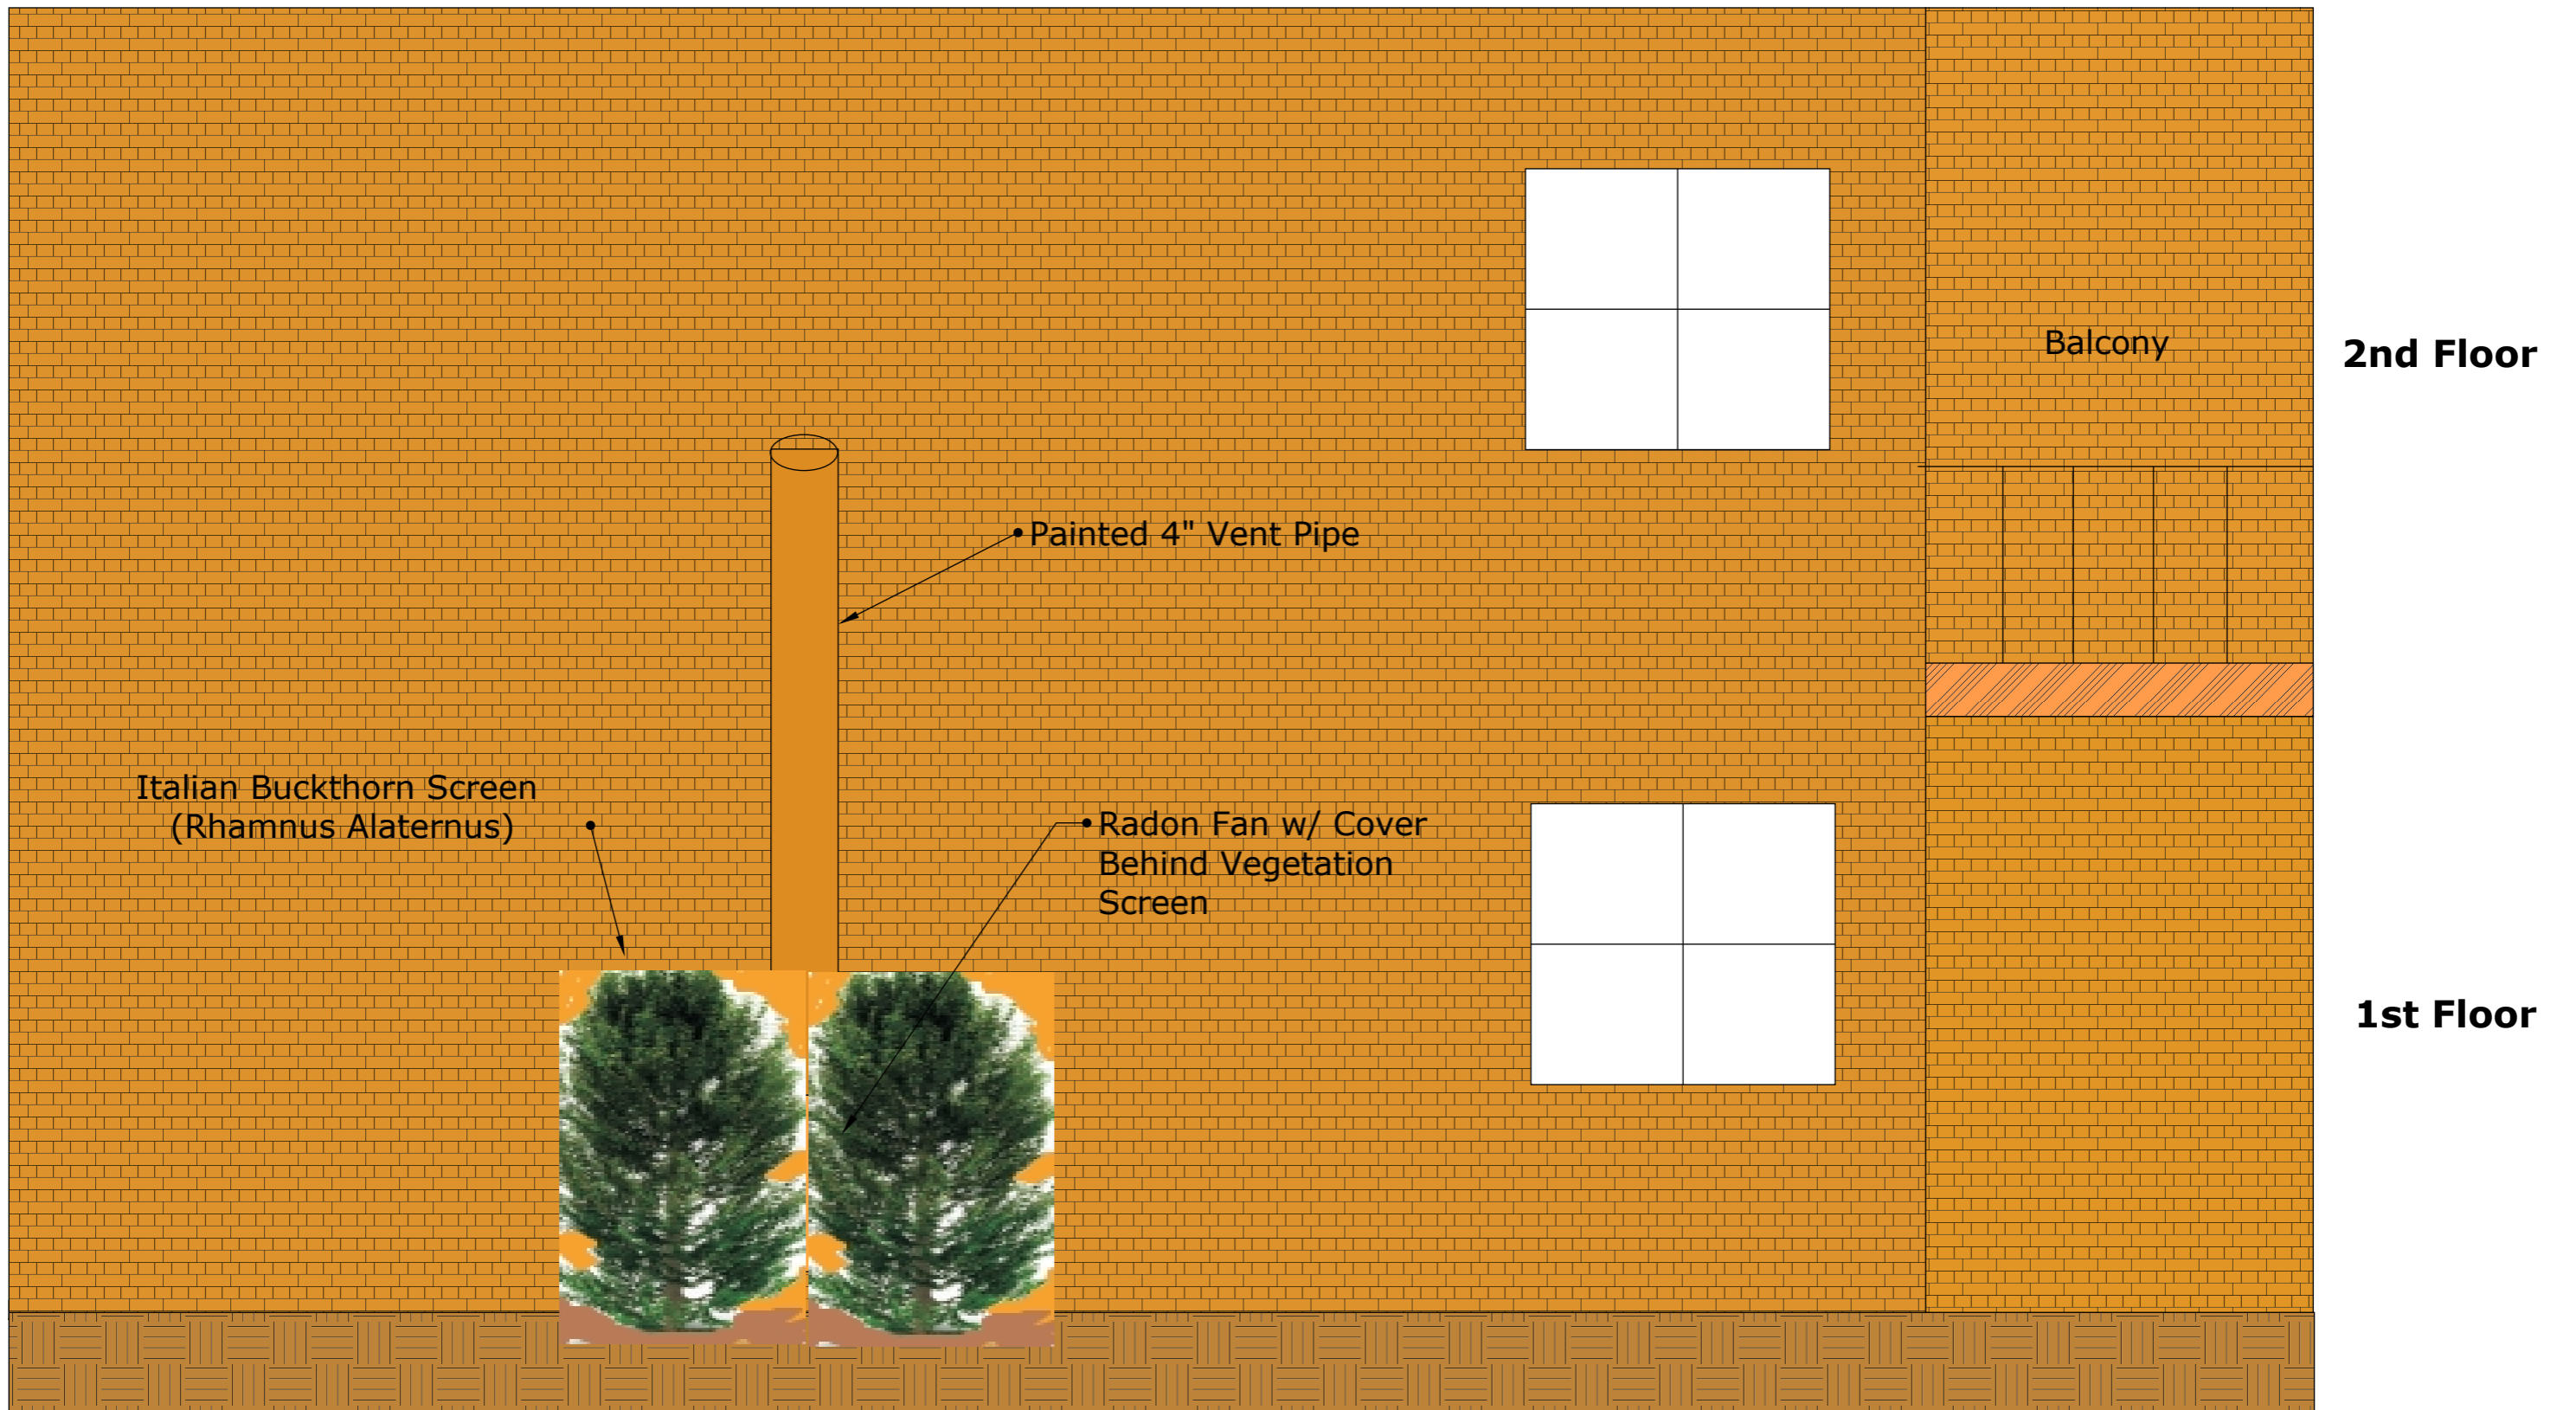 Balcony
2nd Floor
Painted 4" Vent Pipe
Italian Buckthorn Screen
(Rhamnus Alaternus)
Radon Fan w/ Cover
Behind Vegetation
Screen
1st Floor